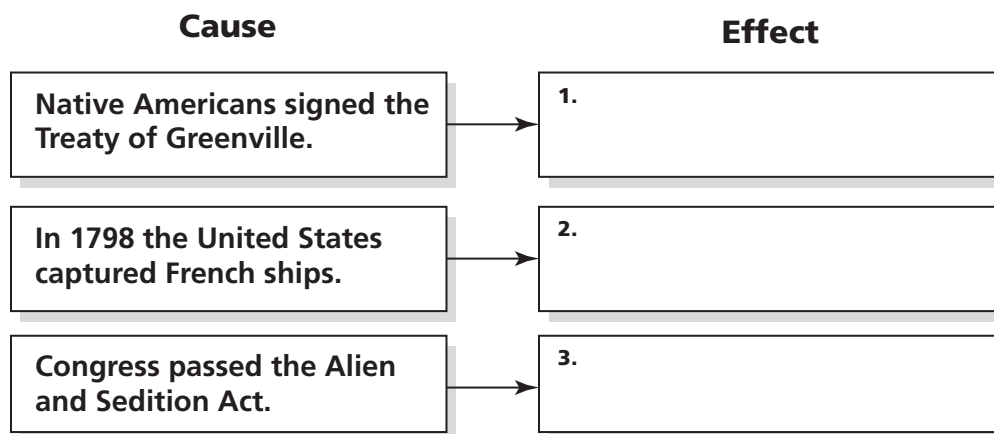 Cause
Effect
Native Americans signed the
Treaty of Greenville.
1.
In 1798 the United States
captured French ships.
2.
Congress passed the Alien
and Sedition Act.
3.